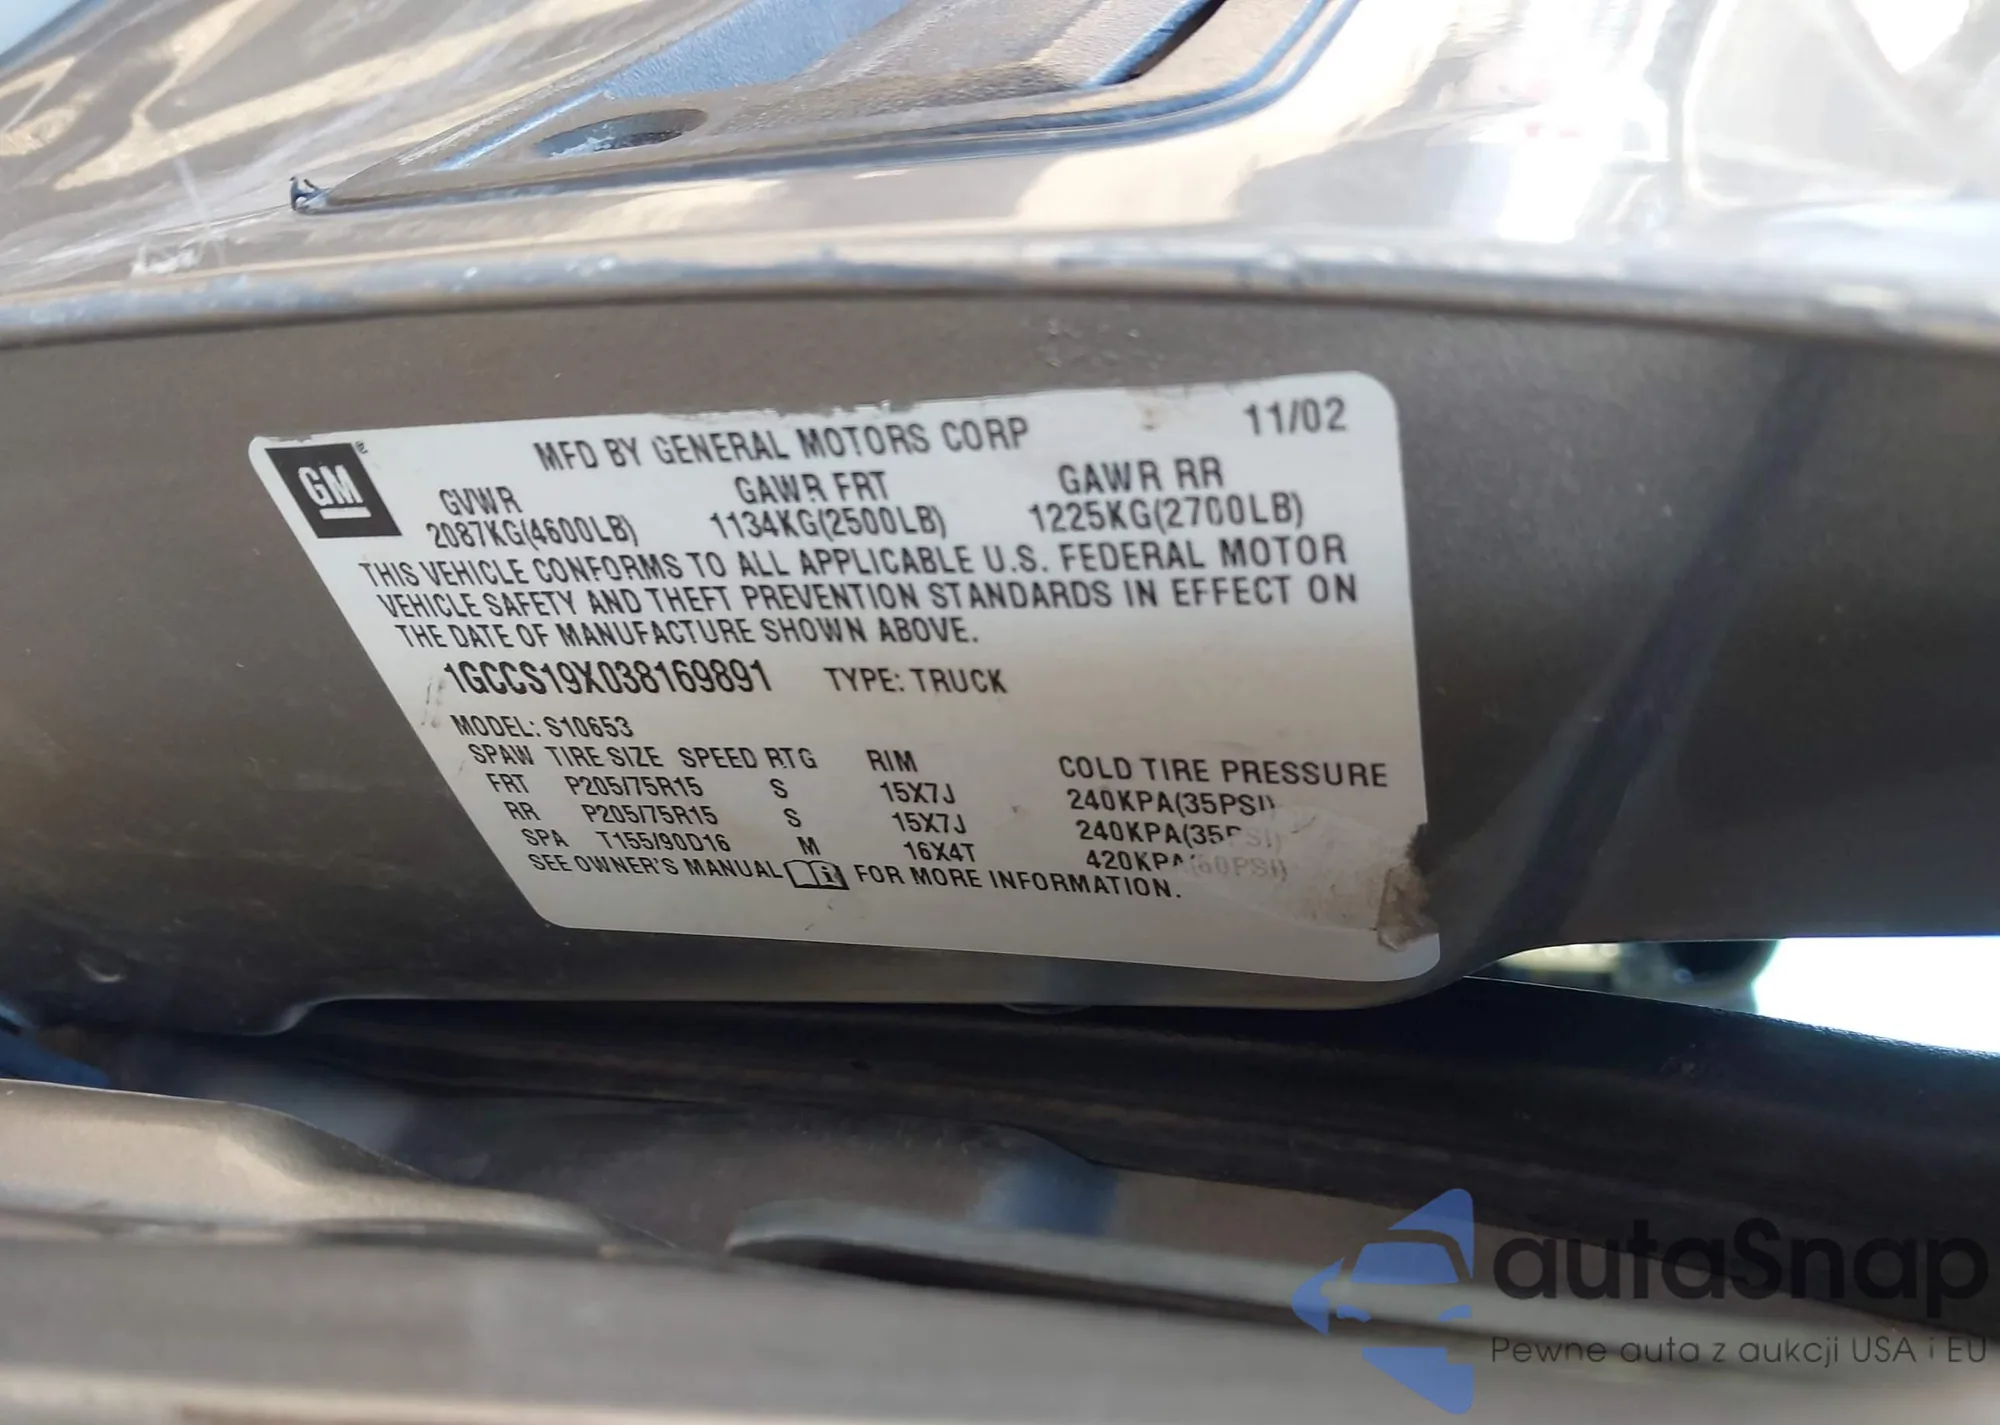 MFD BY GENERAL MOTORS CORP 11/02
GM®
GVWR GAWR FRT GAWR RR
2087KG(4600LB) 1134KG(2500LB) 1225KG(2700LB)
THIS VEHICLE CONFORMS TO ALL APPLICABLE U.S. FEDERAL MOTOR
VEHICLE SAFETY AND THEFT PREVENTION STANDARDS IN EFFECT ON
THE DATE OF MANUFACTURE SHOWN ABOVE.
1GCCS19X038169891 TYPE: TRUCK
MODEL: S10653
SPAW TIRE SIZE SPEED RTG RIM COLD TIRE PRESSURE
FRT P205/75R15 S 15X7J 240KPA(35PSI)
RR P205/75R15 S 15X7J 240KPA(35PSI)
SPA T155/90D16 M 16X4T 420KPA(60PSI)
SEE OWNER'S MANUAL FOR MORE INFORMATION.
autaSnap
Pewne auta z aukcji USA i EU